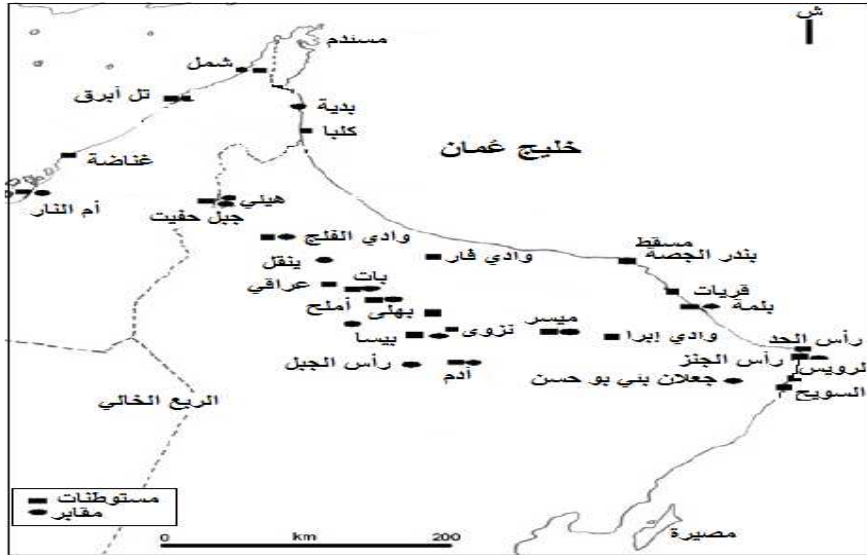 ش
مسندم
شمل
تل أبرق
بدية
كلبا
خليج عُمان
غناضة
أم النار
هيلي
جبل حفيت
وادي الفلج
وادي فار
مسقط
بندر الجصة
ينقل
بات
عراقي
أملح
بهلى
قريات
بلمة
ميسر
نزوى
بيسا
وادي إبرا
رأس الحد
رأس الجنز
الرويس
السويح
رأس الجبل
أدم
جعلان بني بو حسن
الربع الخالي
مستوطنات
مقابر
0 km 200
مصيرة